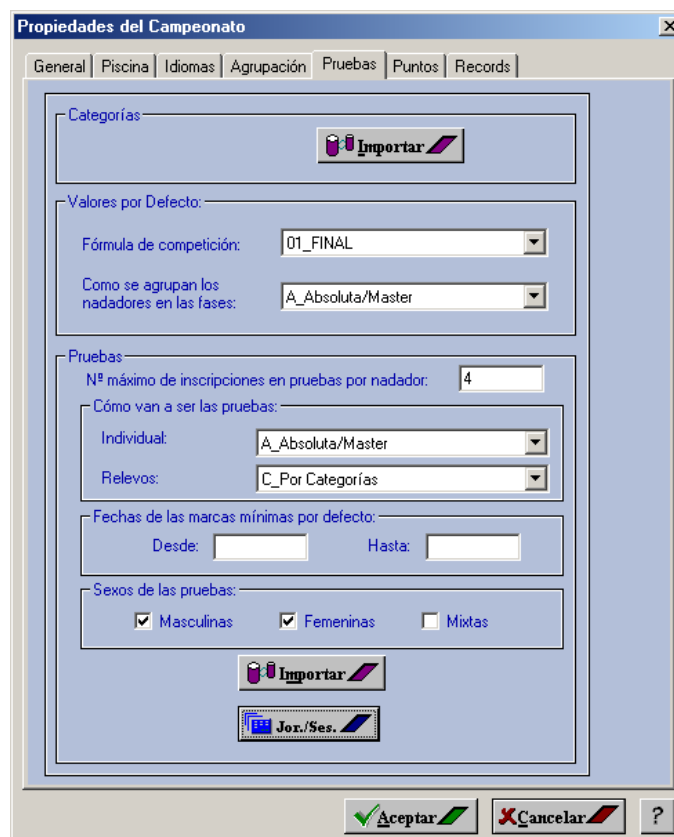 Propiedades del Campeonato
General Piscina Idiomas Agrupación Pruebas Puntos Records
Categorías
Importar
Valores por Defecto:
Fórmula de competición: 01_FINAL
Como se agrupan los
nadadores en las fases: A_Absoluta/Master
Pruebas
Nº máximo de inscripciones en pruebas por nadador: 4
Cómo van a ser las pruebas:
Individual: A_Absoluta/Master
Relevos: C_Por Categorías
Fechas de las marcas mínimas por defecto:
Desde: Hasta:
Sexos de las pruebas:
Masculinas Femeninas Mixtas
Importar
Jor./Ses.
Aceptar Cancelar ?